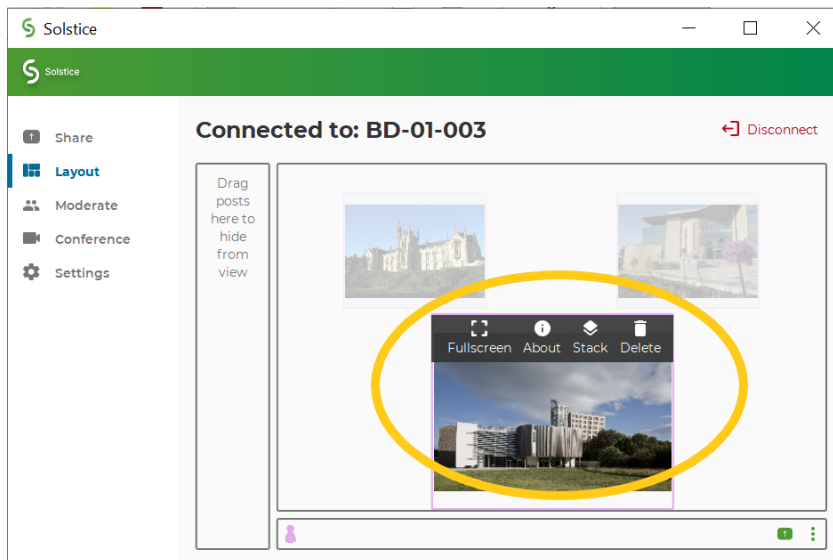 Solstice
Solstice
Share
Layout
Moderate
Conference
Settings
Connected to: BD-01-003
Disconnect
Drag
posts
here to
hide
from
view
Fullscreen About Stack Delete